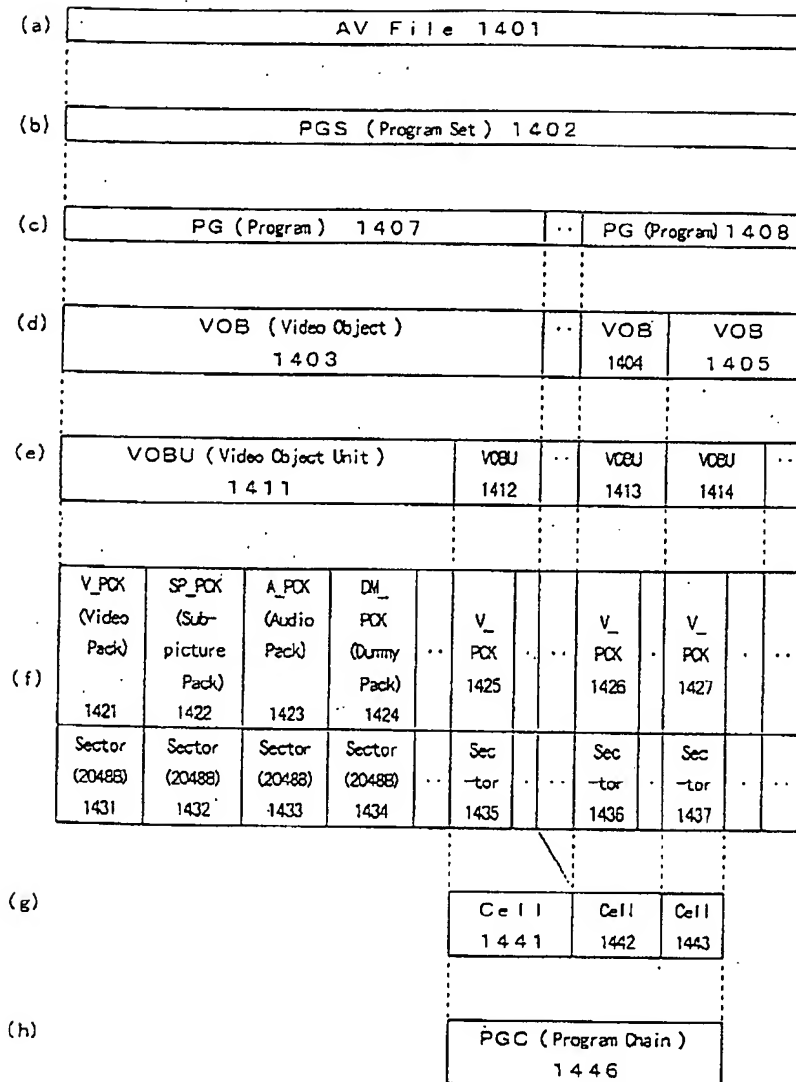 (a) AV File 1401
(b) PGS (Program Set) 1402
(c) PG (Program) 1407 ·· PG (Program) 1408
(d) VOB (Video Object) ·· VOB VOB
1403 1404 1405
(e) VOBU (Video Object Unit) VOBU ·· VOBU VOBU ··
1411 1412 1413 1414
V_PCK SP_PCK A_PCK DM_
(Video (Sub- (Audio PCK V_ V_ V_
Pack) picture Pack) (Dummy ·· PCK ·· PCK · PCK · ··
(f) Pack) Pack) 1425 1426 1427
1421 1422 1423 1424
Sector Sector Sector Sector Sec Sec Sec
(2048B) (2048B) (2048B) (2048B) ·· -tor · ·· -tor · -tor · ··
1431 1432 1433 1434 1435 1436 1437
(g) Cell Cell Cell
1441 1442 1443
(h) PGC (Program Chain)
1446